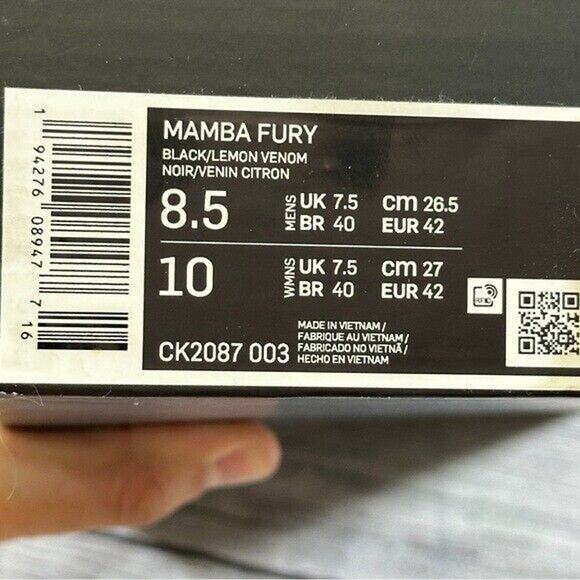 1 94276 08947 7 16
MAMBA FURY
BLACK/LEMON VENOM
NOIR/VENIN CITRON
8.5
MENS
UK 7.5 cm 26.5
BR 40 EUR 42
10
WMNS
UK 7.5 cm 27
BR 40 EUR 42
RFID
CK2087 003
MADE IN VIETNAM /
FABRIQUE AU VIETNAM /
FABRICADO NO VIETNÃ /
HECHO EN VIETNAM